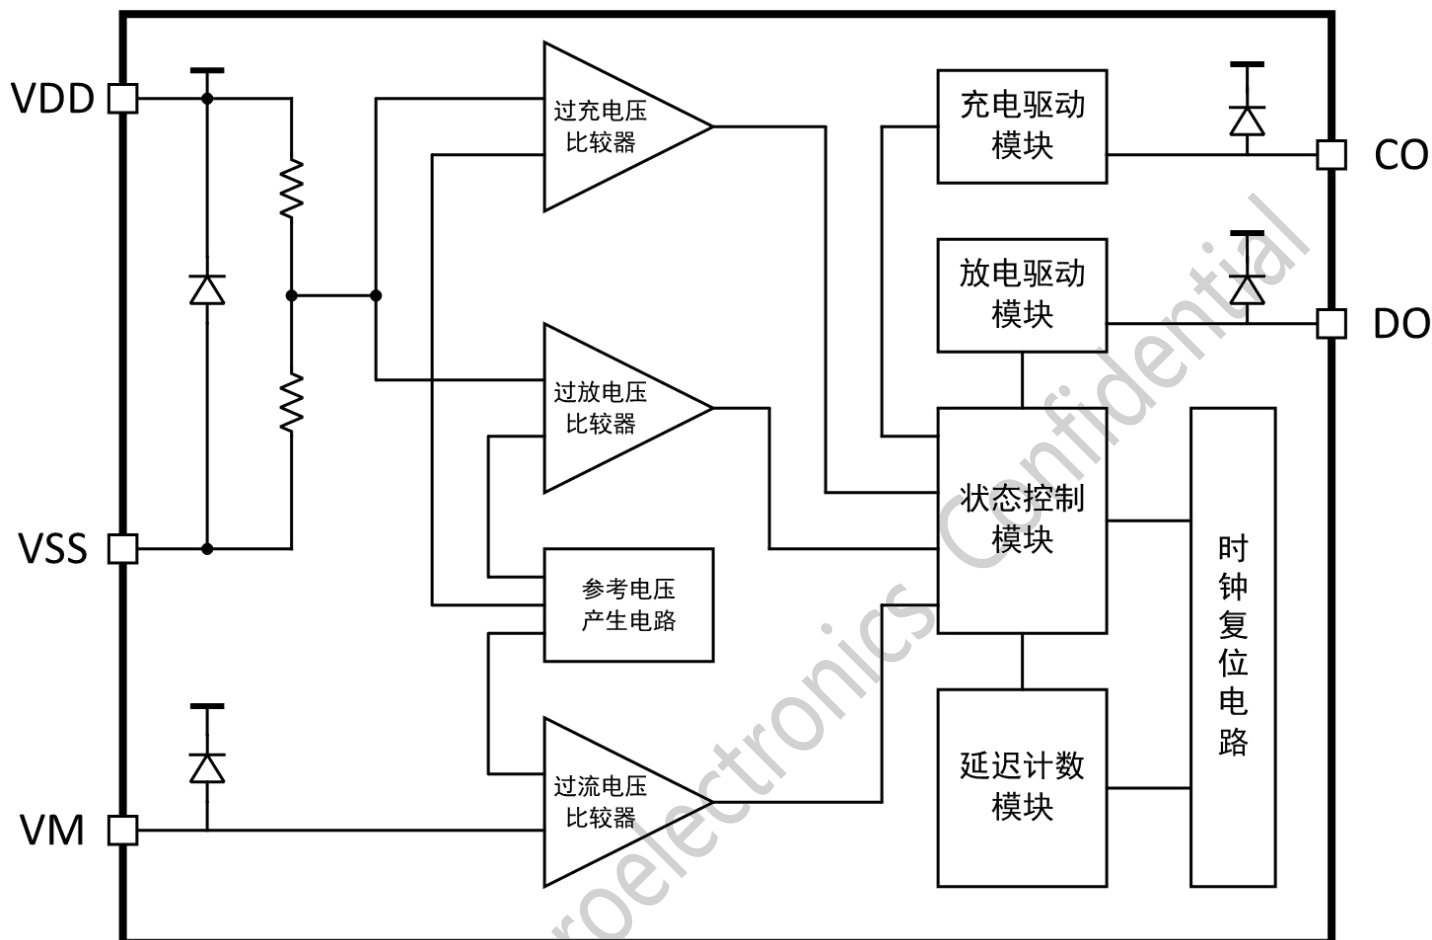 VDD
过充电压
比较器
充电驱动
模块
CO
放电驱动
模块
DO
过放电压
比较器
状态控制
模块
VSS
参考电压
产生电路
时
钟
复
位
电
路
延迟计数
模块
过流电压
比较器
VM
roelectronics Confidential